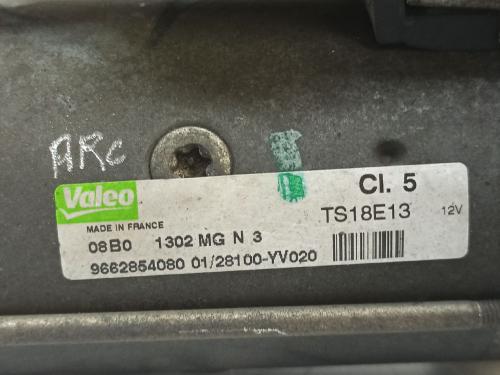 ARC
Valeo
Cl. 5
MADE IN FRANCE
TS18E13 12V
08B0 1302 MG N 3
9662854080 01/28100-YV020